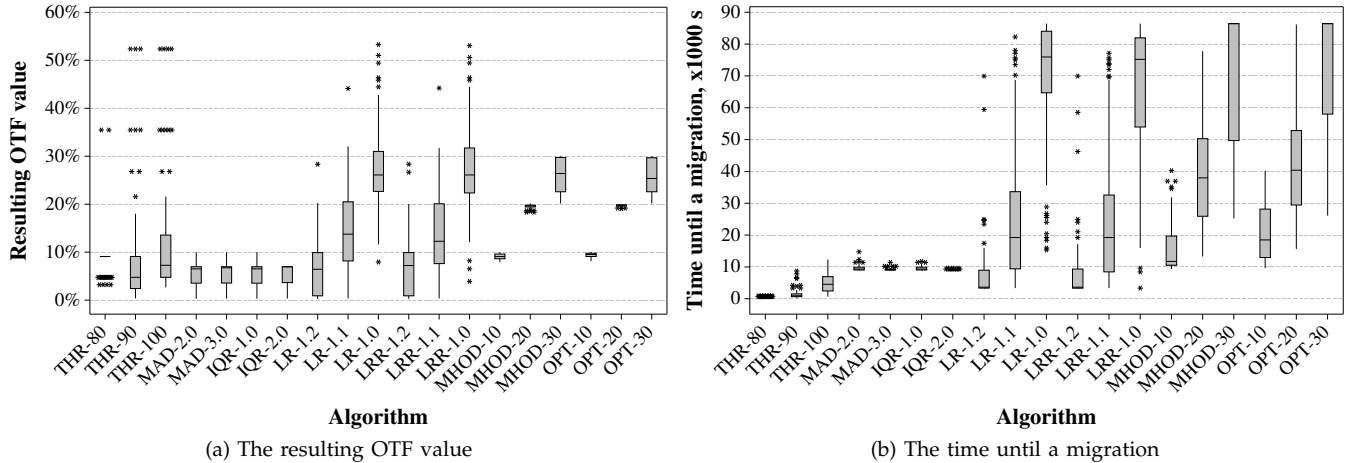 Resulting OTF value
60%
50%
40%
30%
20%
10%
0%
THR-80
THR-90
THR-100
MAD-2.0
MAD-3.0
IQR-1.0
IQR-2.0
LR-1.2
LR-1.1
LR-1.0
LRR-1.2
LRR-1.1
LRR-1.0
MHOD-10
MHOD-20
MHOD-30
OPT-10
OPT-20
OPT-30
Algorithm
(a) The resulting OTF value
Time until a migration, x1000 s
90
80
70
60
50
40
30
20
10
0
THR-80
THR-90
THR-100
MAD-2.0
MAD-3.0
IQR-1.0
IQR-2.0
LR-1.2
LR-1.1
LR-1.0
LRR-1.2
LRR-1.1
LRR-1.0
MHOD-10
MHOD-20
MHOD-30
OPT-10
OPT-20
OPT-30
Algorithm
(b) The time until a migration